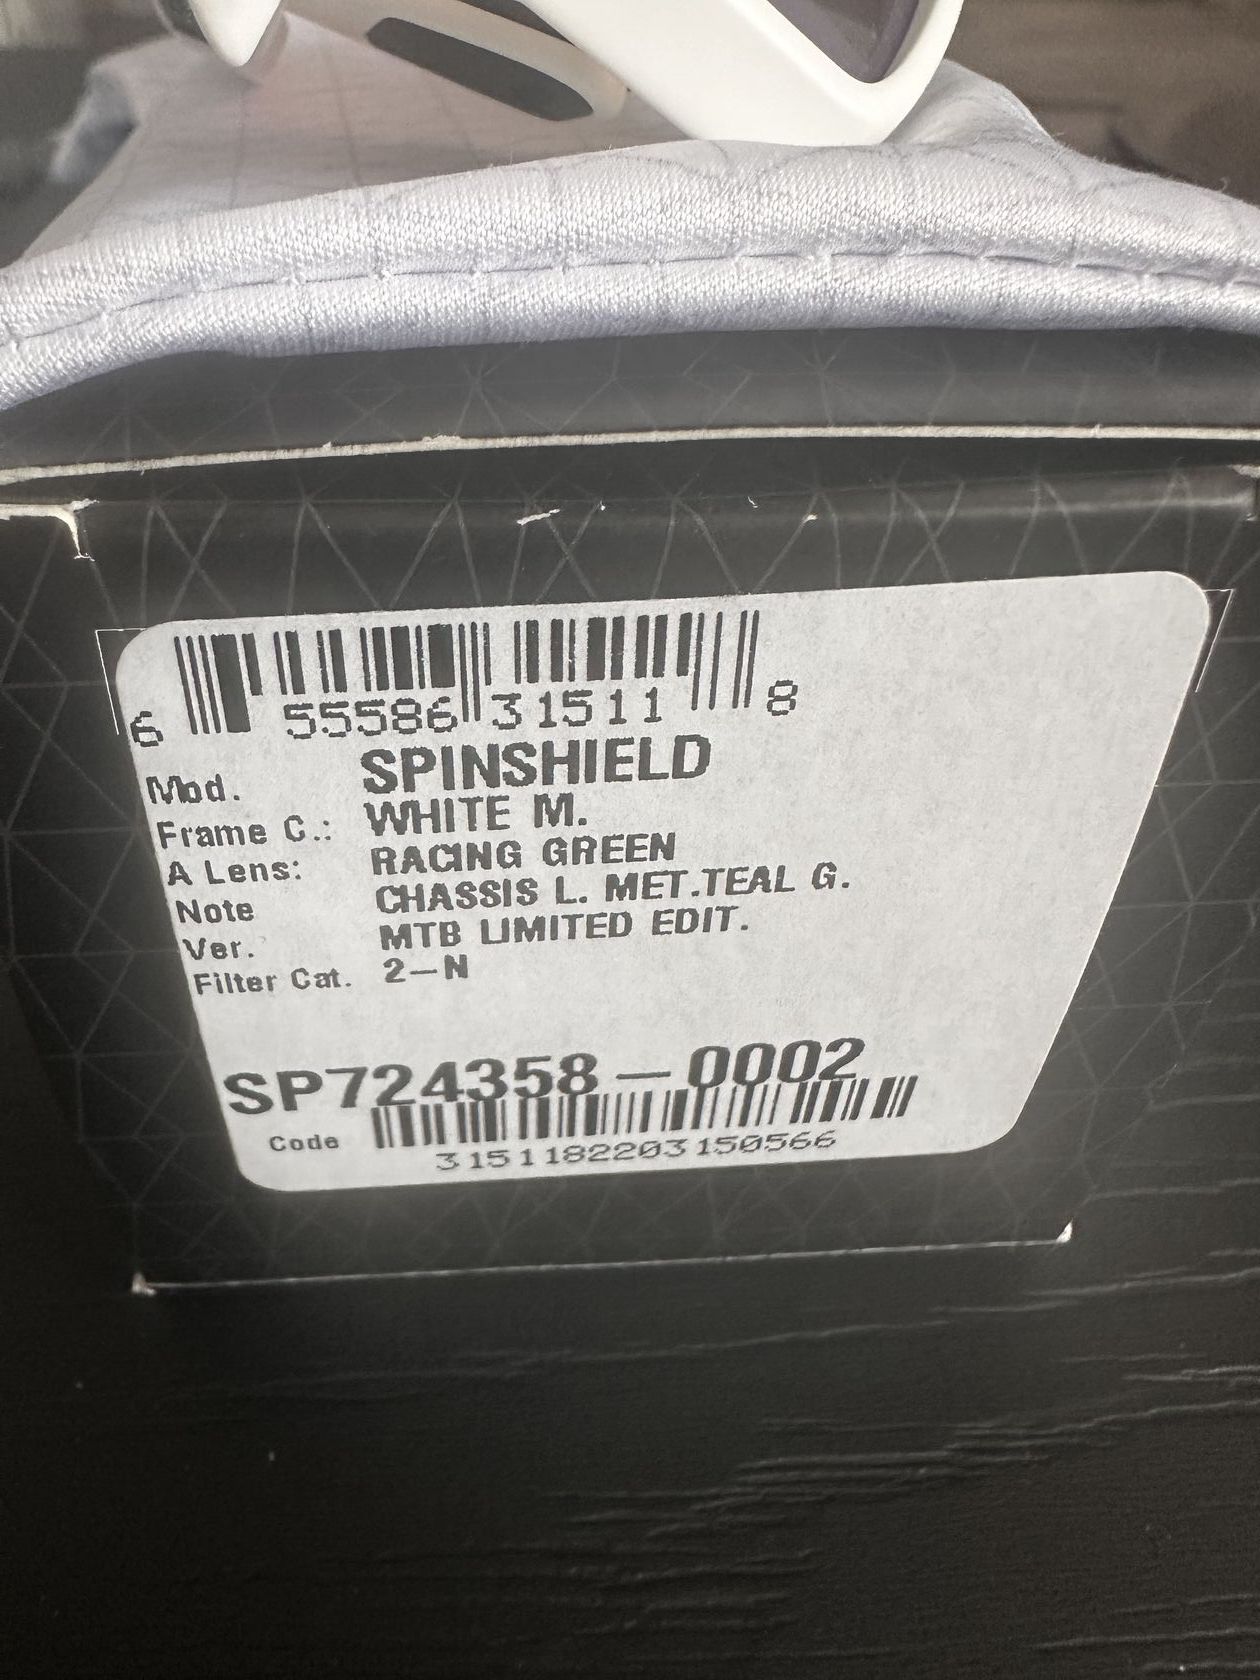 6 55586 31511 8
Mod. SPINSHIELD
Frame C.: WHITE M.
A Lens: RACING GREEN
Note CHASSIS L. MET.TEAL G.
Ver. MTB LIMITED EDIT.
Filter Cat. 2-N
SP724358-0002
Code
3151182203150566